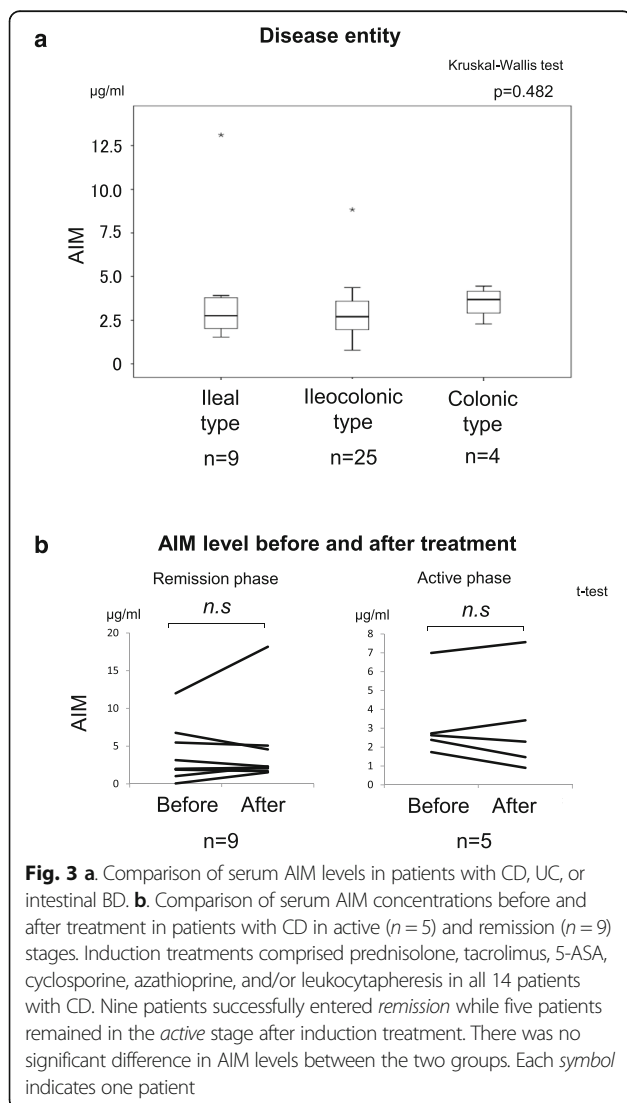 a
Disease entity
Kruskal-Wallis test
p=0.482
µg/ml
AIM
12.5
10.0
7.5
5.0
2.5
0
*
*
Ileal type
Ileocolonic type
Colonic type
n=9
n=25
n=4
b
AIM level before and after treatment
Remission phase
Active phase
t-test
µg/ml
n.s
µg/ml
n.s
AIM
20
15
10
5
0
8
7
6
5
4
3
2
1
0
Before After
Before After
n=9
n=5
Fig. 3 a. Comparison of serum AIM levels in patients with CD, UC, or
intestinal BD. b. Comparison of serum AIM concentrations before and
after treatment in patients with CD in active (n = 5) and remission (n = 9)
stages. Induction treatments comprised prednisolone, tacrolimus, 5-ASA,
cyclosporine, azathioprine, and/or leukocytapheresis in all 14 patients
with CD. Nine patients successfully entered remission while five patients
remained in the active stage after induction treatment. There was no
significant difference in AIM levels between the two groups. Each symbol
indicates one patient